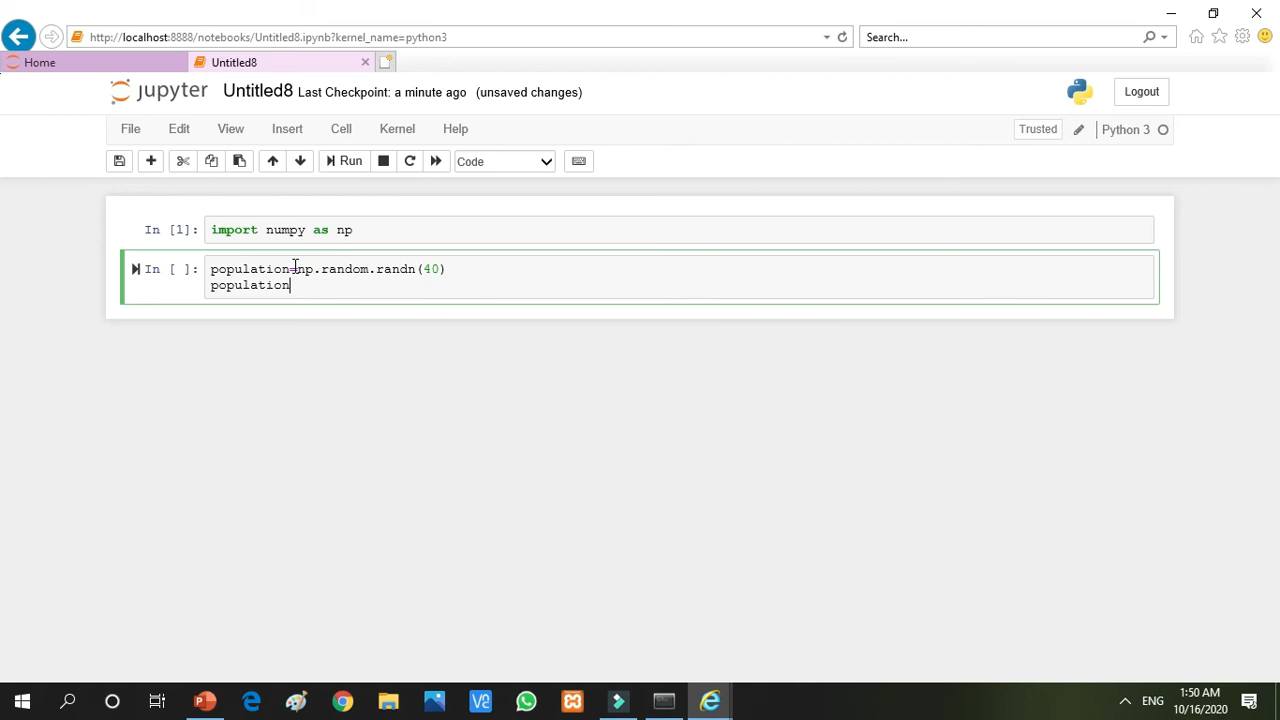 http://localhost:8888/notebooks/Untitled8.ipynb?kernel_name=python3
Search...
Home
Untitled8
jupyter Untitled8 Last Checkpoint: a minute ago (unsaved changes)
Logout
File Edit View Insert Cell Kernel Help
Trusted
Python 3
Run
Code
In [1]: import numpy as np
In [ ]: population=np.random.randn(40)
population
ENG
1:50 AM
10/16/2020